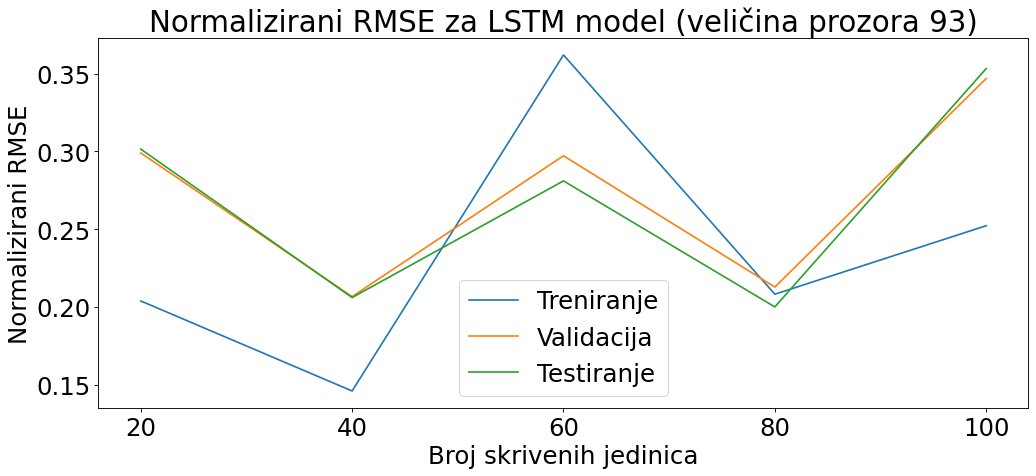 Normalizirani RMSE za LSTM model (veličina prozora 93)
Normalizirani RMSE
0.35
0.30
0.25
0.20
0.15
Treniranje
Validacija
Testiranje
20 40 60 80 100
Broj skrivenih jedinica